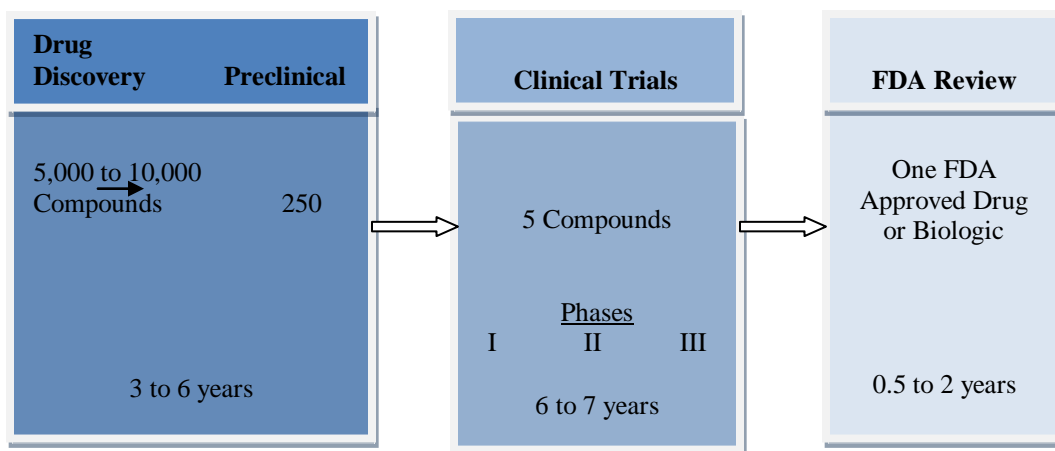 Drug
Discovery Preclinical
5,000 to 10,000
Compounds 250
3 to 6 years
Clinical Trials
5 Compounds
Phases
I II III
6 to 7 years
FDA Review
One FDA
Approved Drug
or Biologic
0.5 to 2 years